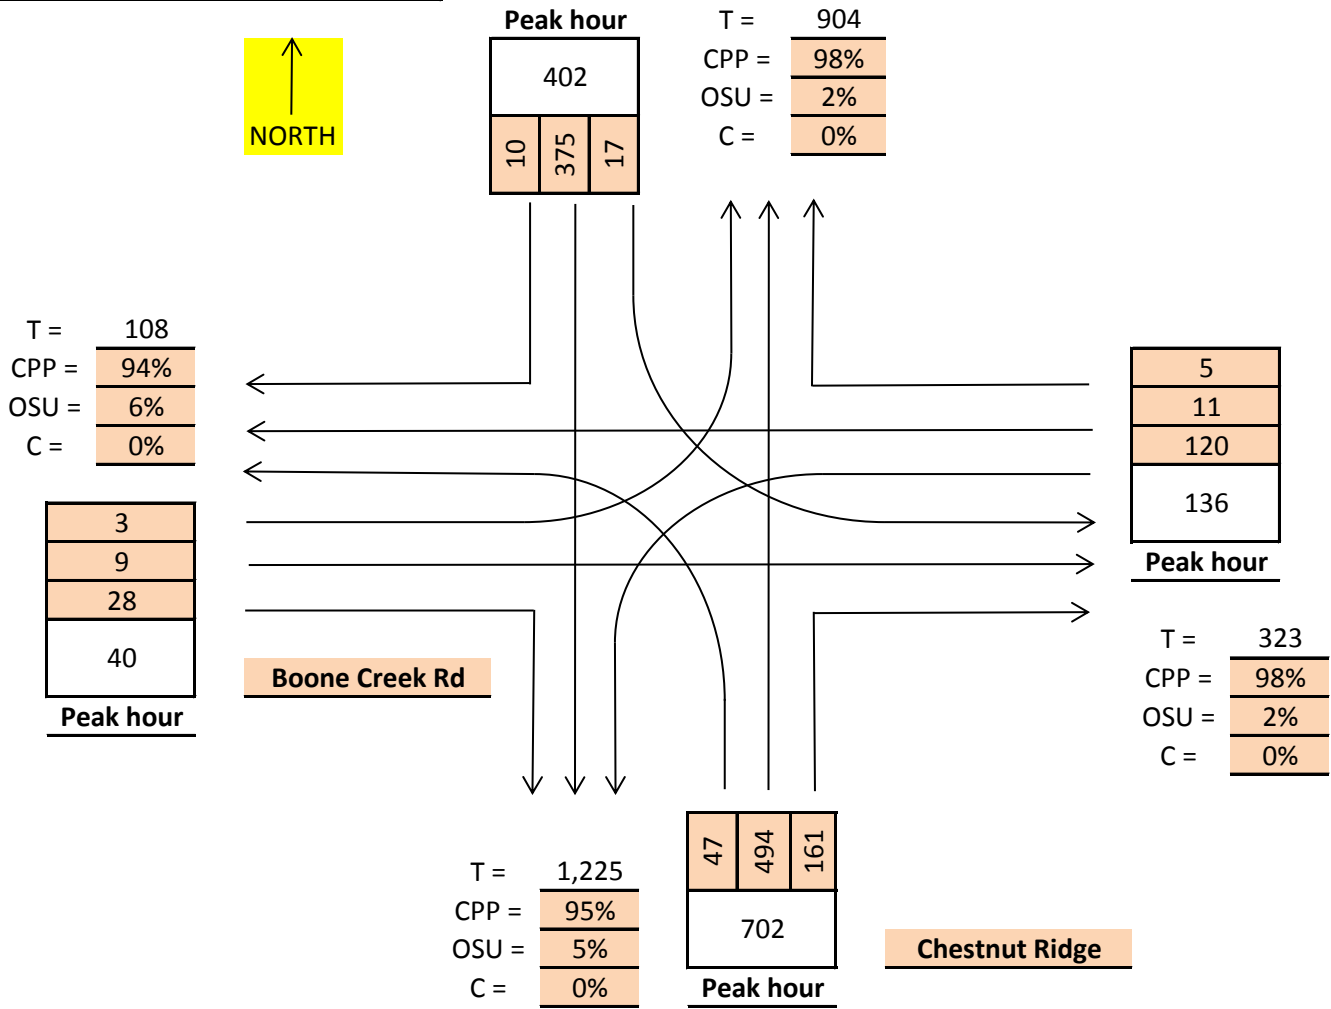 Peak hour
402
10 375 17
NORTH
T = 904
CPP = 98%
OSU = 2%
C = 0%
T = 108
CPP = 94%
OSU = 6%
C = 0%
5
11
120
136
Peak hour
3
9
28
40
Peak hour
Boone Creek Rd
T = 323
CPP = 98%
OSU = 2%
C = 0%
47 494 161
702
Peak hour
T = 1,225
CPP = 95%
OSU = 5%
C = 0%
Chestnut Ridge